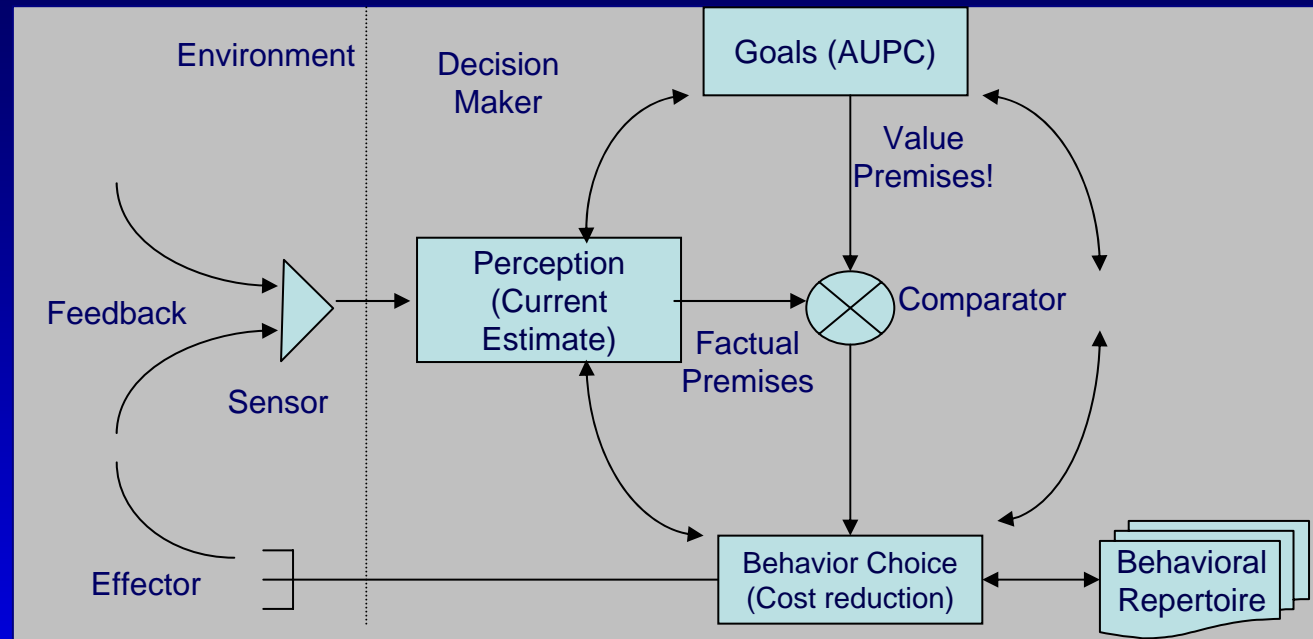 Environment
Decision
Maker
Goals (AUPC)
Value
Premises!
Feedback
Sensor
Perception
(Current
Estimate)
Factual
Premises
Comparator
Effector
Behavior Choice
(Cost reduction)
Behavioral
Repertoire